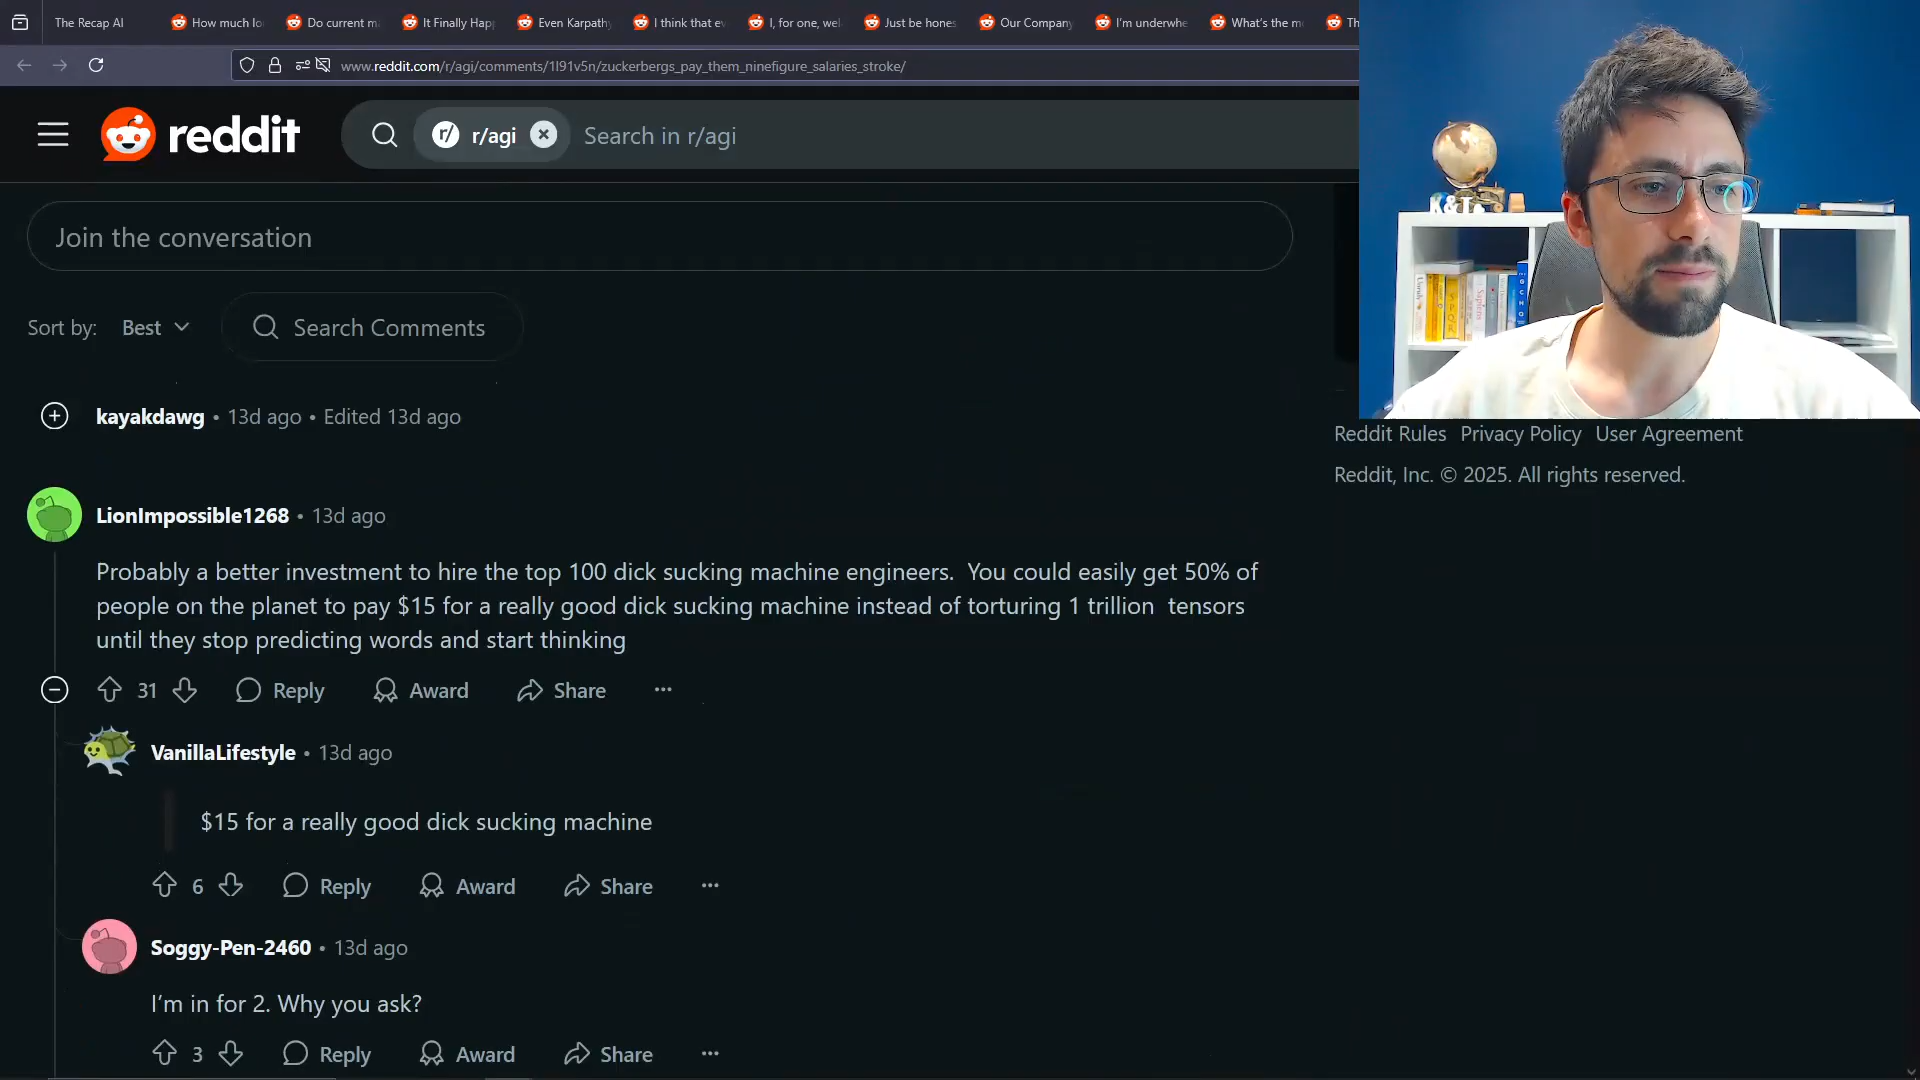 The Recap AI
How much lo
Do current m
It Finally Hap
Even Karpath
I think that ev
I, for one, wel
Just be hones
Our Company
I'm underwhe
What's the m
Th
www.reddit.com/r/agi/comments/1l91v5n/zuckerbergs_pay_them_ninefigure_salaries_stroke/
reddit
r/ r/agi Search in r/agi
Join the conversation
Sort by: Best Search Comments
kayakdawg • 13d ago • Edited 13d ago
Reddit Rules Privacy Policy User Agreement
Reddit, Inc. © 2025. All rights reserved.
LionImpossible1268 • 13d ago
Probably a better investment to hire the top 100 dick sucking machine engineers. You could easily get 50% of
people on the planet to pay $15 for a really good dick sucking machine instead of torturing 1 trillion tensors
until they stop predicting words and start thinking
31 Reply Award Share
VanillaLifestyle • 13d ago
$15 for a really good dick sucking machine
6 Reply Award Share
Soggy-Pen-2460 • 13d ago
I'm in for 2. Why you ask?
3 Reply Award Share